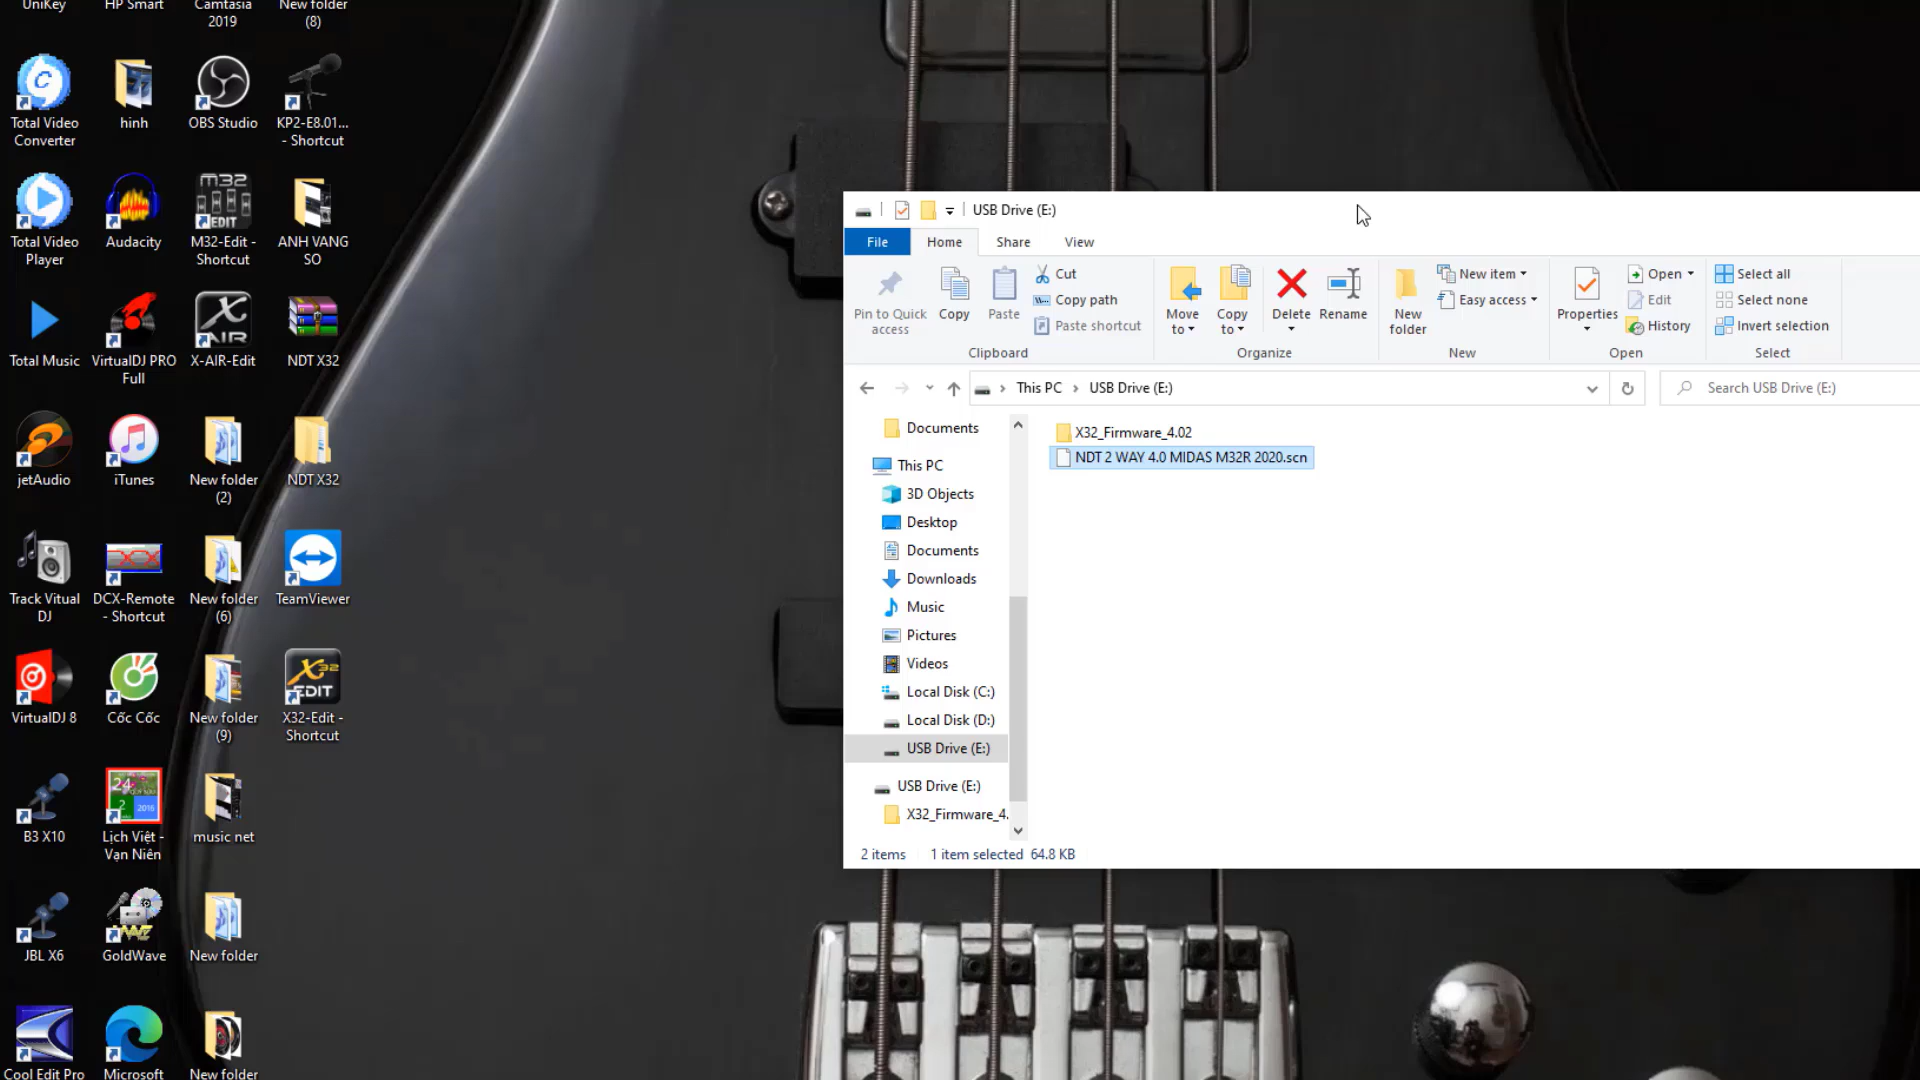 UniKey
HP Smart
Camtasia
2019
New folder
(8)
Total Video
Converter
hinh
OBS Studio
KP2-E8.01...
- Shortcut
Total Video
Player
Audacity
M32
EDIT
M32-Edit -
Shortcut
ANH VANG
SO
Total Music
VirtualDJ PRO
Full
X
AIR
X-AIR-Edit
NDT X32
jetAudio
iTunes
New folder
(2)
NDT X32
Track Vitual
DJ
DCX-Remote
- Shortcut
New folder
(6)
TeamViewer
VirtualDJ 8
Cốc Cốc
New folder
(9)
X32
EDIT
X32-Edit -
Shortcut
B3 X10
24
2
2016
Lịch Việt -
Vạn Niên
music net
JBL X6
GoldWave
New folder
Cool Edit Pro
Microsoft
New folder
USB Drive (E:)
File
Home
Share
View
Pin to Quick
access
Copy
Paste
Cut
Copy path
Paste shortcut
Clipboard
Move
to
Copy
to
Delete
Rename
Organize
New
folder
New item
Easy access
New
Properties
Open
Edit
History
Open
Select all
Select none
Invert selection
Select
This PC
USB Drive (E:)
Search USB Drive (E:)
Documents
This PC
3D Objects
Desktop
Documents
Downloads
Music
Pictures
Videos
Local Disk (C:)
Local Disk (D:)
USB Drive (E:)
USB Drive (E:)
X32_Firmware_4.
X32_Firmware_4.02
NDT 2 WAY 4.0 MIDAS M32R 2020.scn
2 items
1 item selected 64.8 KB